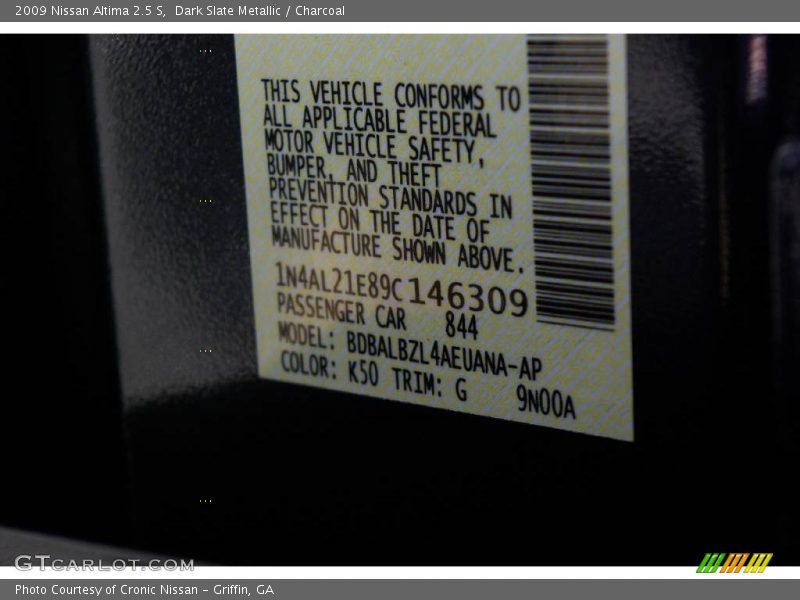 2009 Nissan Altima 2.5 S, Dark Slate Metallic / Charcoal
THIS VEHICLE CONFORMS TO
ALL APPLICABLE FEDERAL
MOTOR VEHICLE SAFETY,
BUMPER, AND THEFT
PREVENTION STANDARDS IN
EFFECT ON THE DATE OF
MANUFACTURE SHOWN ABOVE.
1N4AL21E89C146309
PASSENGER CAR 844
MODEL: BDBALBZL4AEUANA-AP
COLOR: K50 TRIM: G 9N00A
GTCARLOT.COM
Photo Courtesy of Cronic Nissan - Griffin, GA